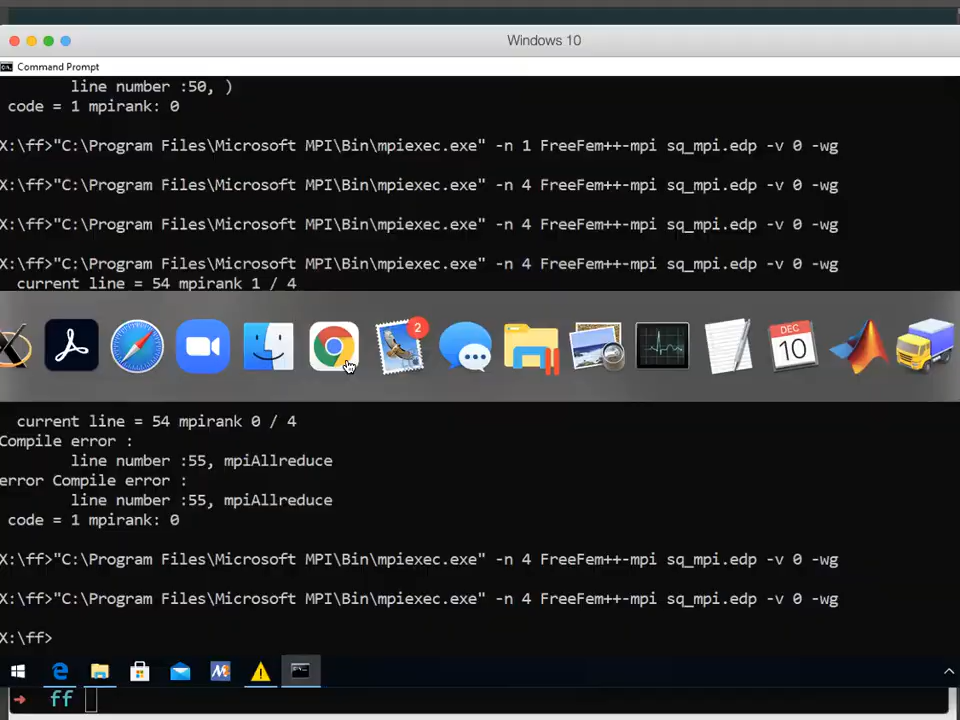 Windows 10
Command Prompt
line number :50, )
code = 1 mpirank: 0
X:\ff>"C:\Program Files\Microsoft MPI\Bin\mpiexec.exe" -n 1 FreeFem++-mpi sq_mpi.edp -v 0 -wg
X:\ff>"C:\Program Files\Microsoft MPI\Bin\mpiexec.exe" -n 4 FreeFem++-mpi sq_mpi.edp -v 0 -wg
X:\ff>"C:\Program Files\Microsoft MPI\Bin\mpiexec.exe" -n 4 FreeFem++-mpi sq_mpi.edp -v 0 -wg
X:\ff>"C:\Program Files\Microsoft MPI\Bin\mpiexec.exe" -n 4 FreeFem++-mpi sq_mpi.edp -v 0 -wg
current line = 54 mpirank 1 / 4
2
DEC
10
current line = 54 mpirank 0 / 4
Compile error :
line number :55, mpiAllreduce
error Compile error :
line number :55, mpiAllreduce
code = 1 mpirank: 0
X:\ff>"C:\Program Files\Microsoft MPI\Bin\mpiexec.exe" -n 4 FreeFem++-mpi sq_mpi.edp -v 0 -wg
X:\ff>"C:\Program Files\Microsoft MPI\Bin\mpiexec.exe" -n 4 FreeFem++-mpi sq_mpi.edp -v 0 -wg
X:\ff>
ff